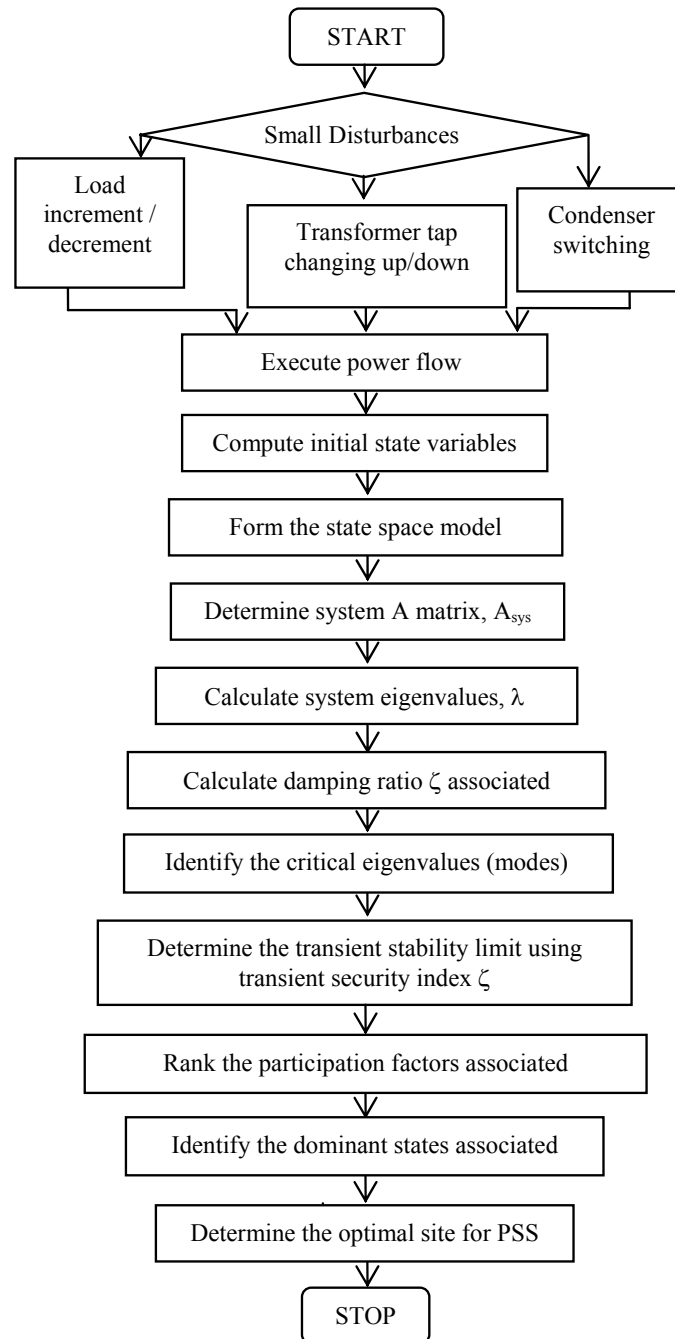 START
Small Disturbances
Load
increment /
decrement
Transformer tap
changing up/down
Condenser
switching
Execute power flow
Compute initial state variables
Form the state space model
Determine system A matrix, Asys
Calculate system eigenvalues, λ
Calculate damping ratio ζ associated
Identify the critical eigenvalues (modes)
Determine the transient stability limit using
transient security index ζ
Rank the participation factors associated
Identify the dominant states associated
Determine the optimal site for PSS
STOP